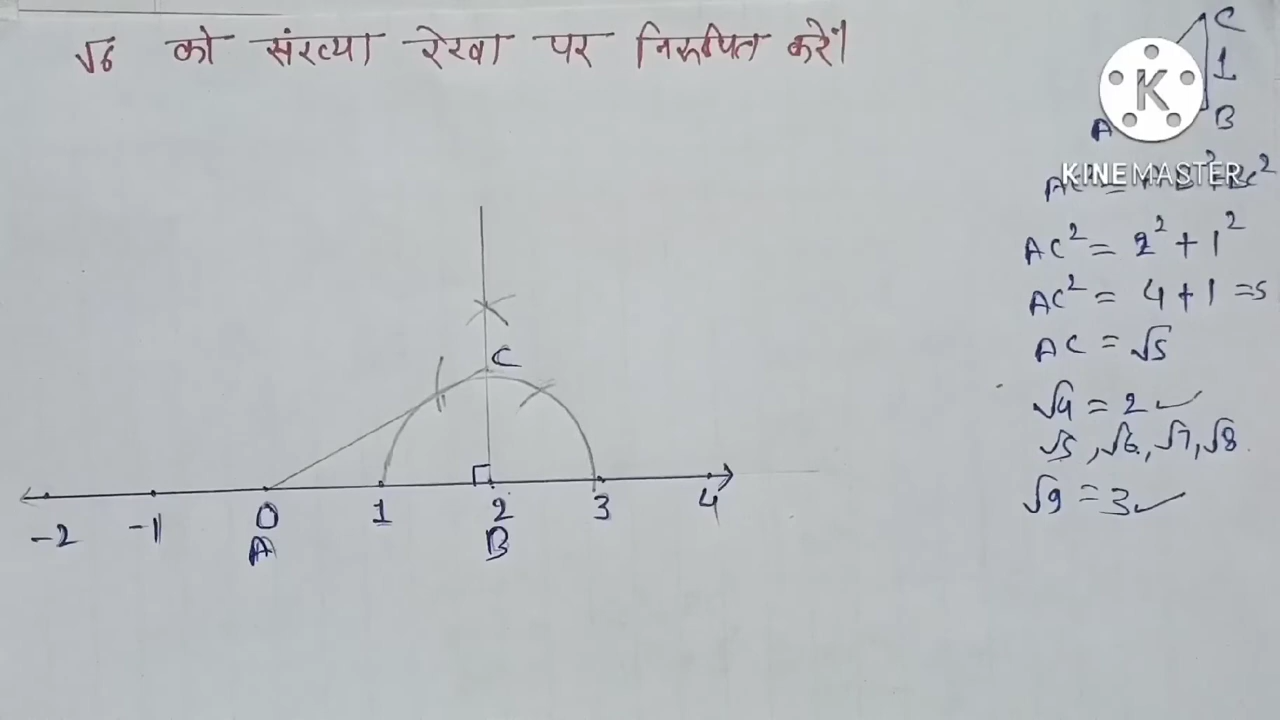 √6 को संख्या रेखा पर निरूपित करें।
C
1
A B
K
KINEMASTER
AC² = 2² + 1²
AC² = 4 + 1 = 5
AC = √5
√4 = 2 ✓
√5, √6, √7, √8.
√9 = 3 ✓
C
-2 -1 0 1 2 3 4
A B